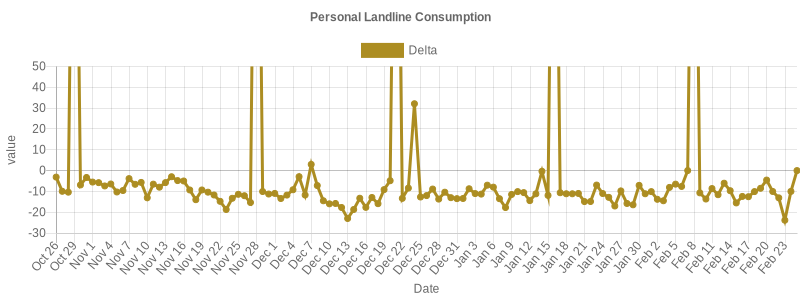 Personal Landline Consumption
Delta
value
50
40
30
20
10
0
-10
-20
-30
Oct 26
Oct 29
Nov 1
Nov 4
Nov 7
Nov 10
Nov 13
Nov 16
Nov 19
Nov 22
Nov 25
Nov 28
Dec 1
Dec 4
Dec 7
Dec 10
Dec 13
Dec 16
Dec 19
Dec 22
Dec 25
Dec 28
Dec 31
Jan 3
Jan 6
Jan 9
Jan 12
Jan 15
Jan 18
Jan 21
Jan 24
Jan 27
Jan 30
Feb 2
Feb 5
Feb 8
Feb 11
Feb 14
Feb 17
Feb 20
Feb 23
Date